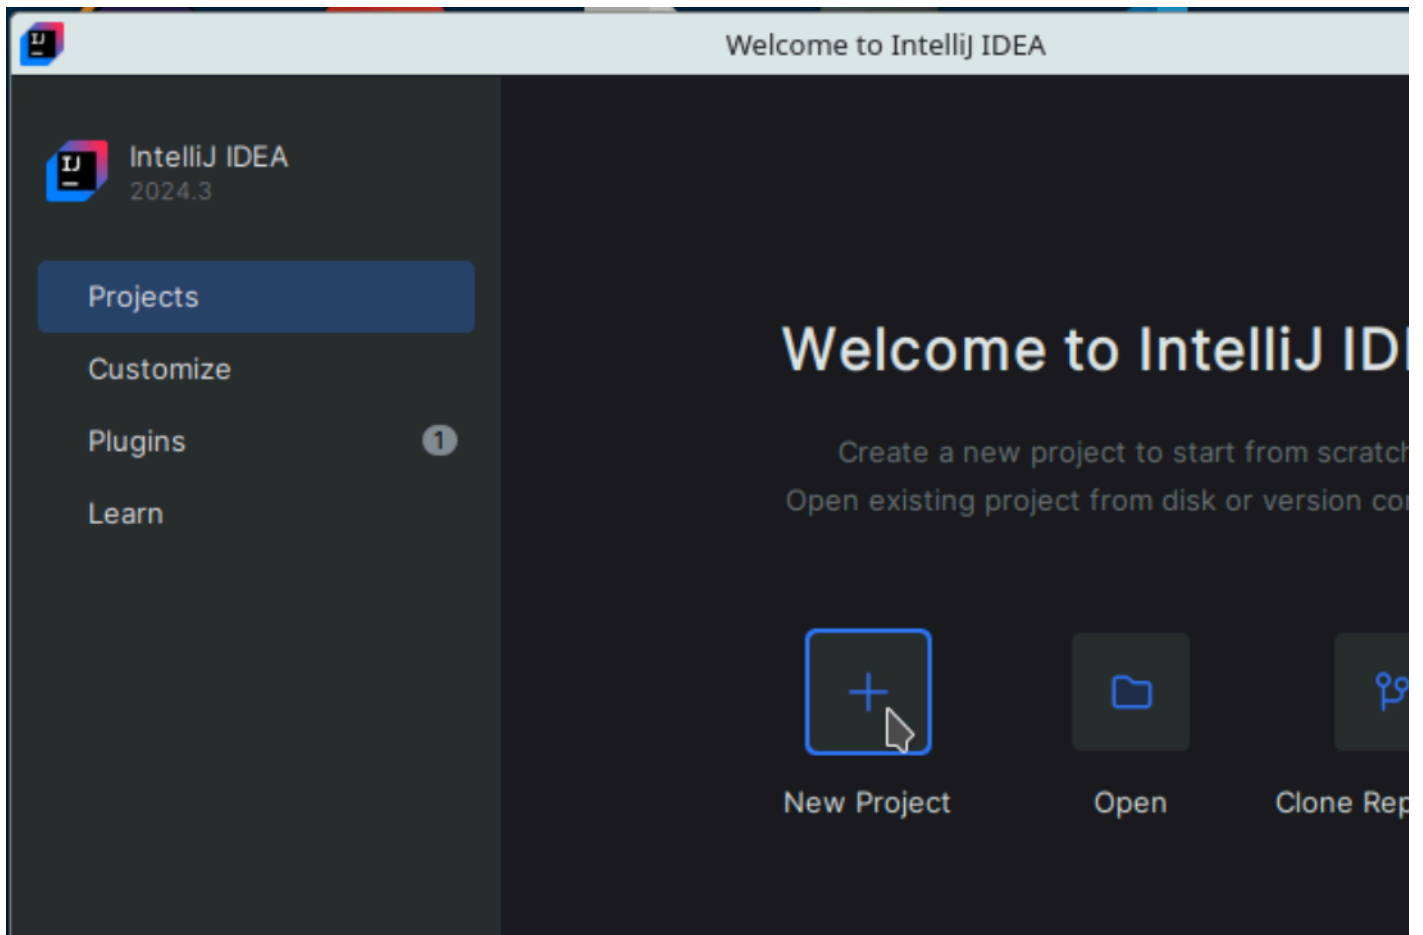 Welcome to IntelliJ IDEA
IJ
IntelliJ IDEA
2024.3
Projects
Customize
Plugins 1
Learn
Welcome to IntelliJ
Create a new project to start from scratch
Open existing project from disk or version
New Project
Open
Clone